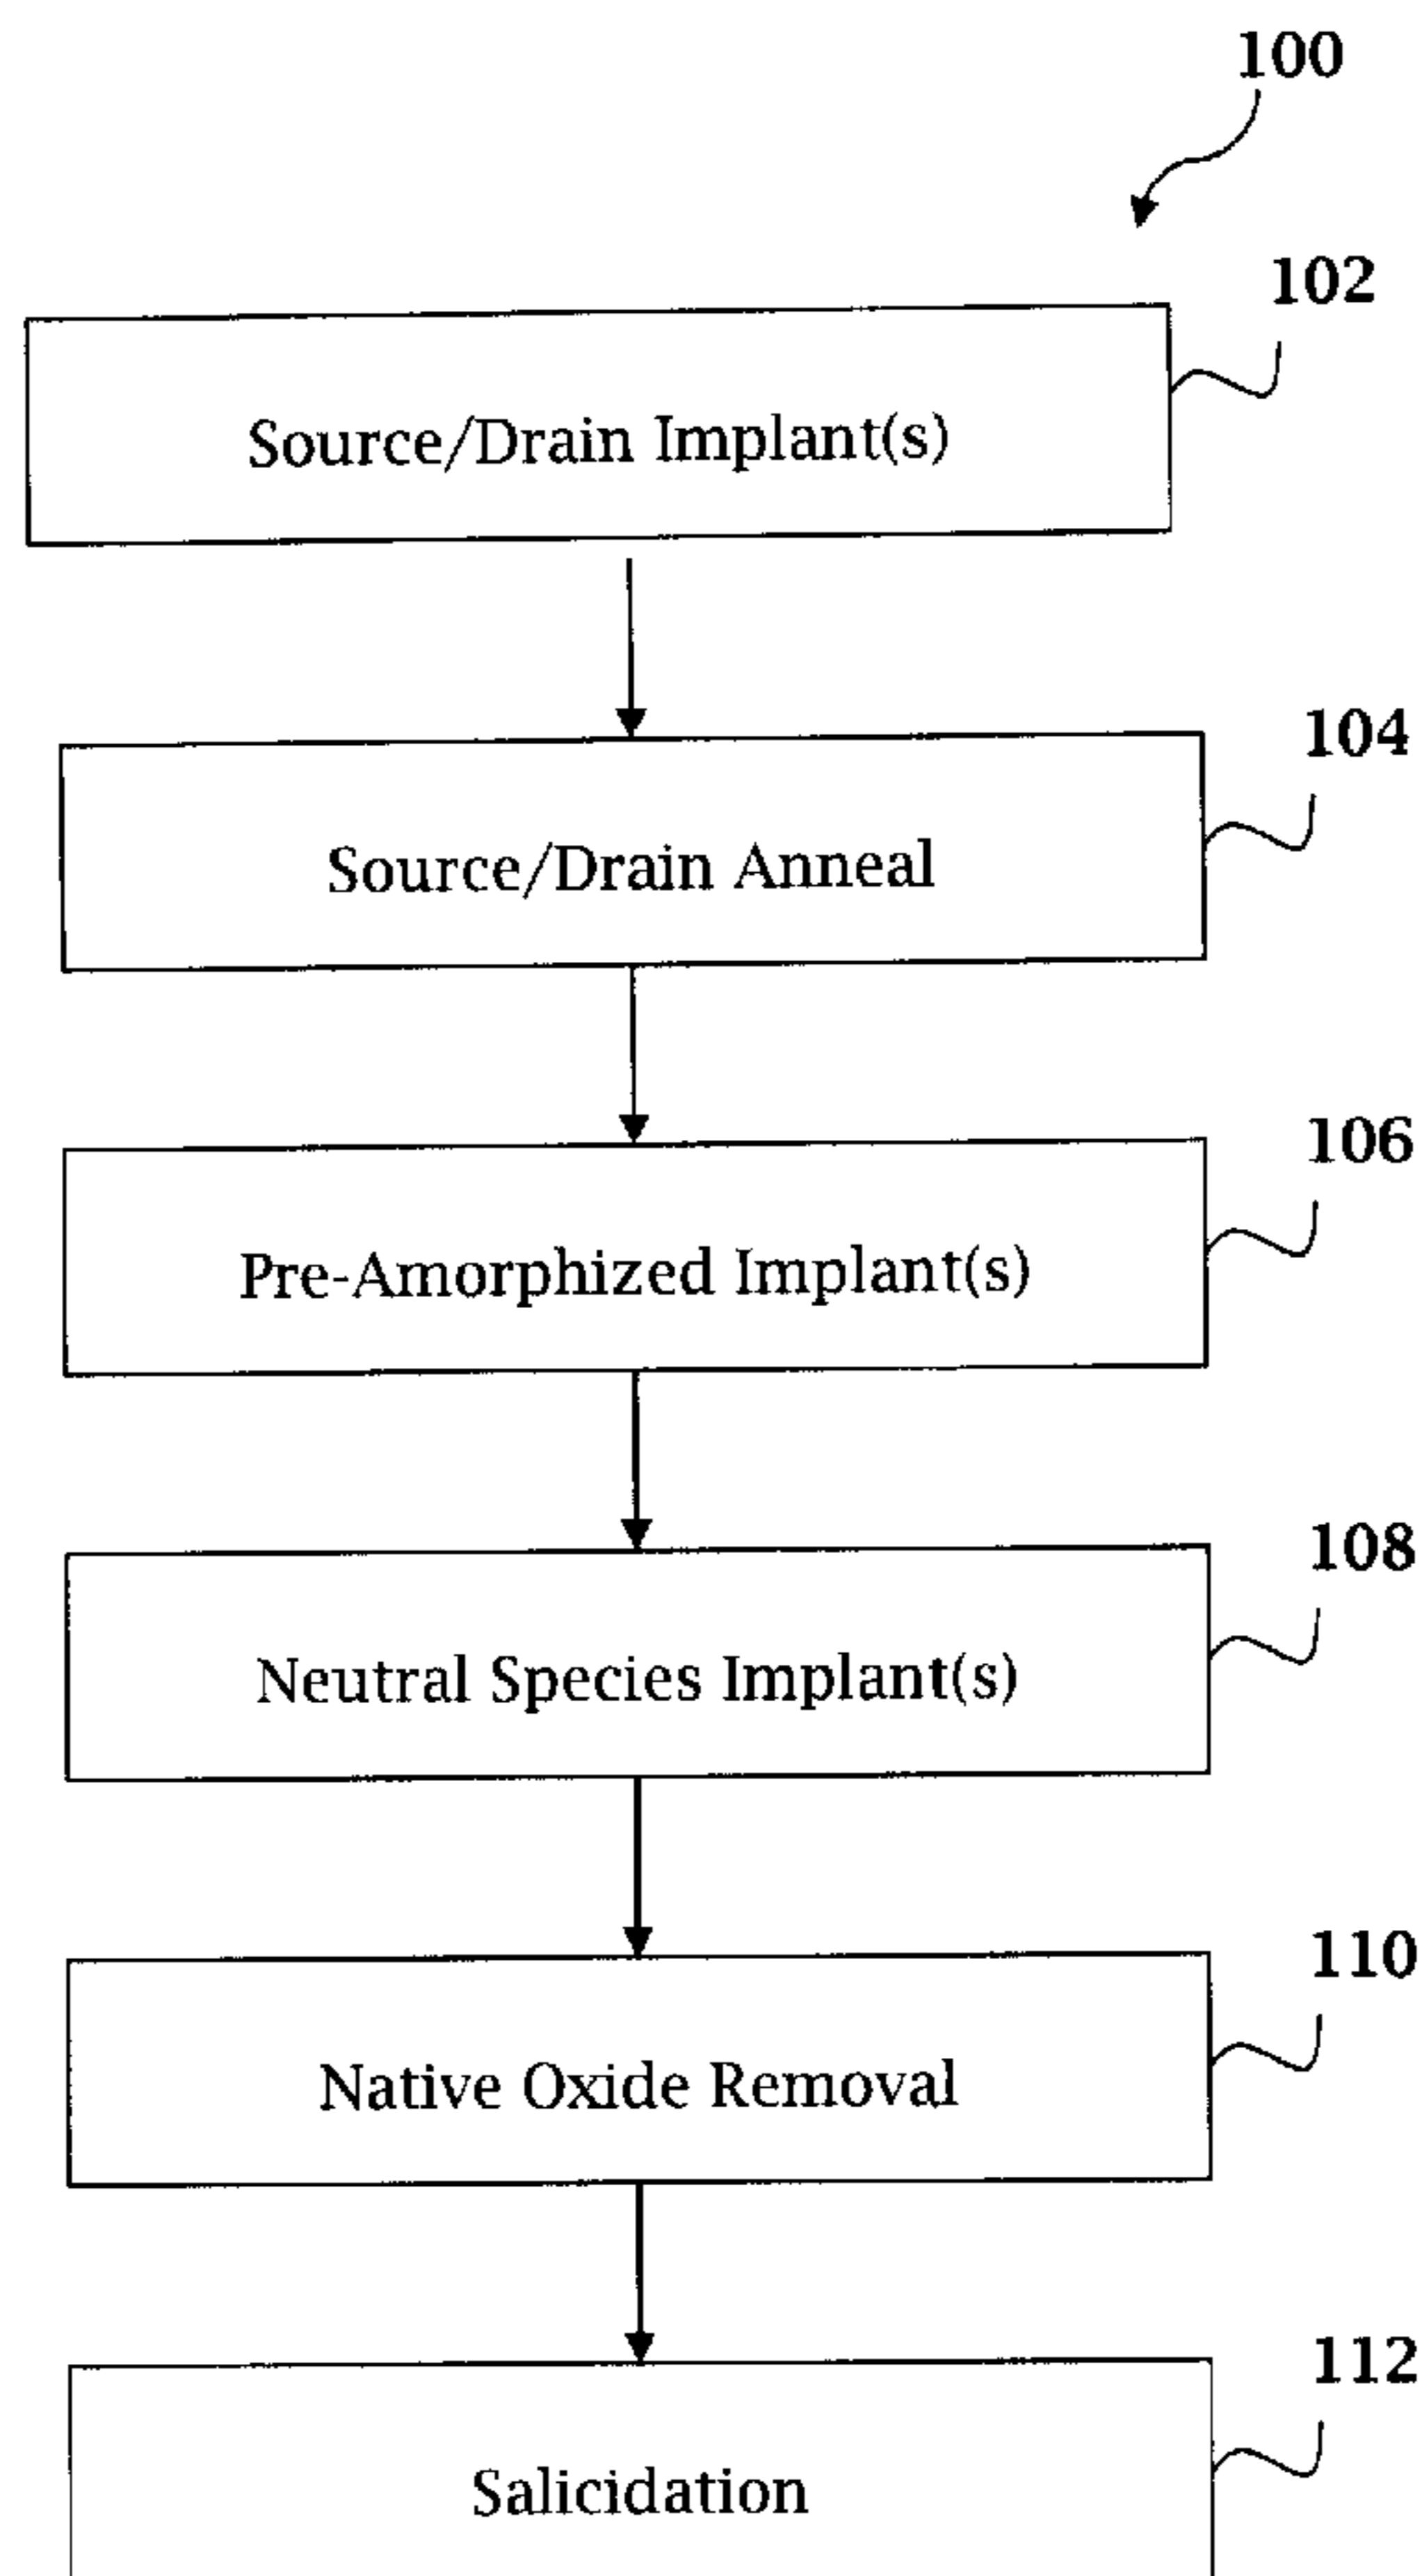 100
102
Source/Drain Implant(s)
104
Source/Drain Anneal
106
Pre-Amorphized Implant(s)
108
Neutral Species Implant(s)
110
Native Oxide Removal
112
Salicidation